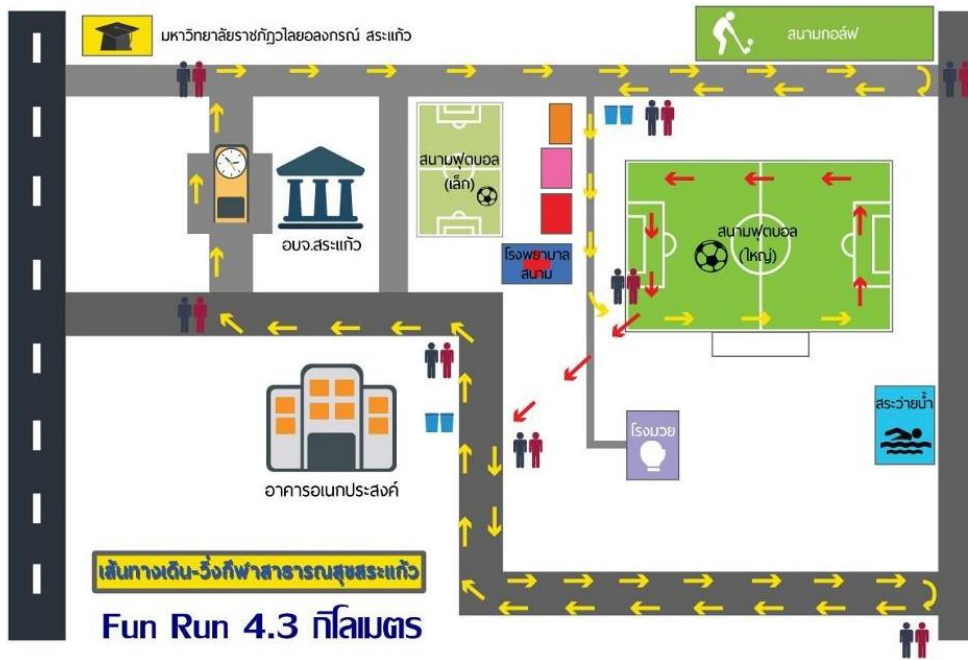 มหาวิทยาลัยราชภัฏวไลยอลงกรณ์ สระแก้ว
สนามกอล์ฟ
สนามฟุตบอล
(เล็ก)
อบจ.สระแก้ว
สนามฟุตบอล
(ใหญ่)
โรงพยาบาล
สนาม
สระว่ายน้ำ
โรงมวย
อาคารอเนกประสงค์
เส้นทางเดิน-วิ่งกีฬาสาธารณสุขสระแก้ว
Fun Run 4.3 กิโลเมตร